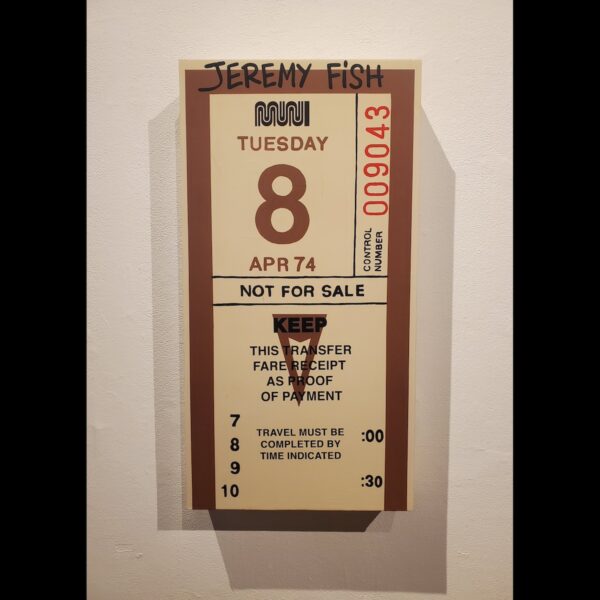 JEREMY FiSH
MUNI
TUESDAY
8
APR 74
CONTROL
NUMBER
009043
NOT FOR SALE
KEEP
THIS TRANSFER
FARE RECEIPT
AS PROOF
OF PAYMENT
TRAVEL MUST BE
COMPLETED BY
TIME INDICATED
7
8
9
10
:00
:30